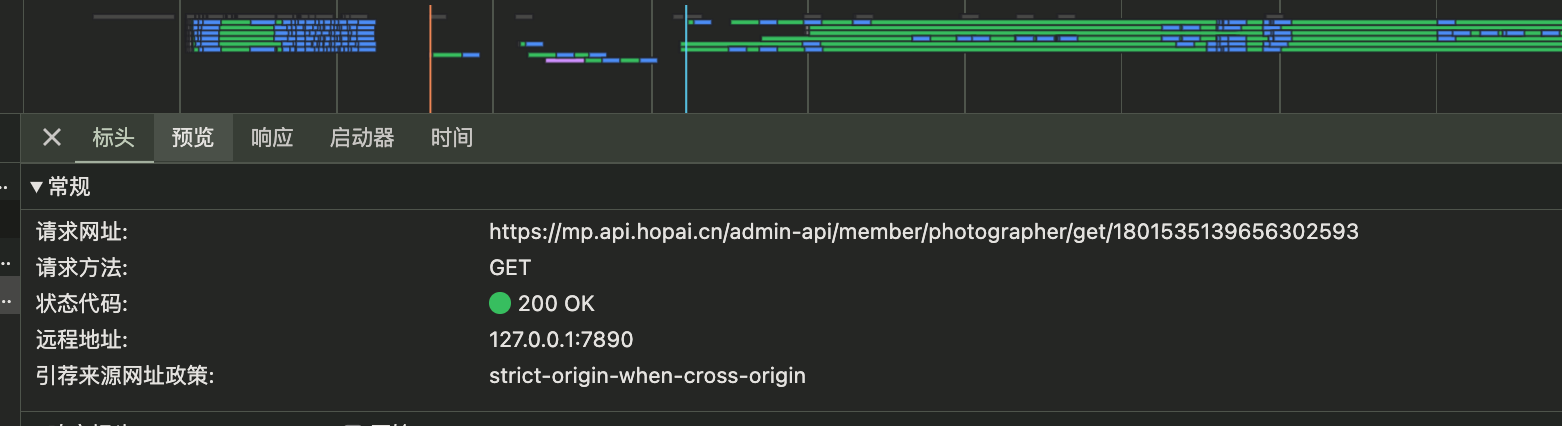 标头 预览 响应 启动器 时间
常规
请求网址: https://mp.api.hopai.cn/admin-api/member/photographer/get/1801535139656302593
请求方法: GET
状态代码: 200 OK
远程地址: 127.0.0.1:7890
引荐来源网址政策: strict-origin-when-cross-origin